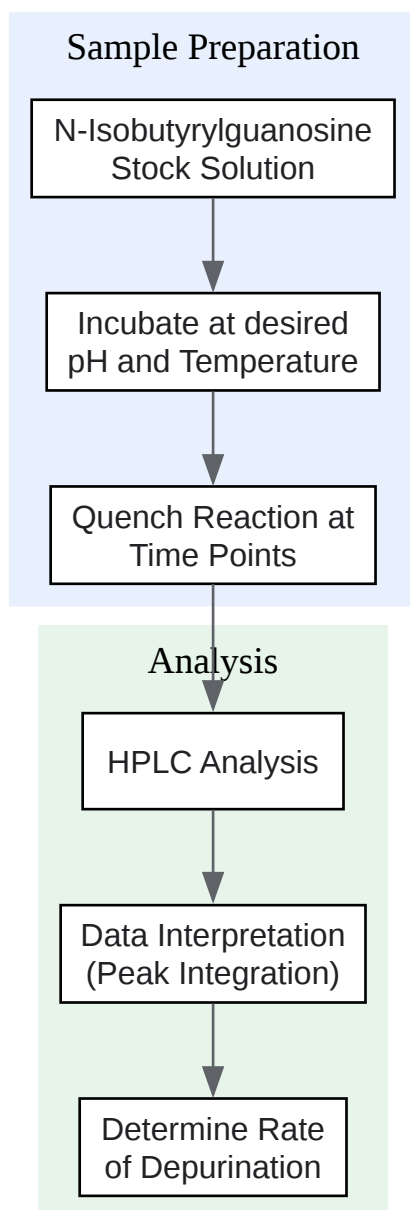 Sample Preparation
N-Isobutyrylguanosine
Stock Solution
Incubate at desired
pH and Temperature
Quench Reaction at
Time Points
Analysis
HPLC Analysis
Data Interpretation
(Peak Integration)
Determine Rate
of Depurination